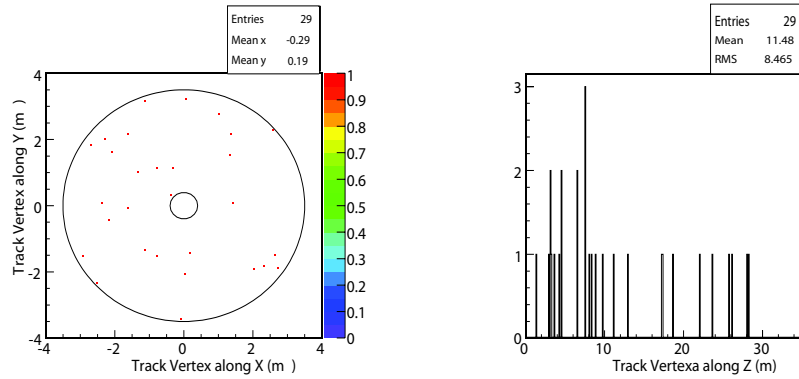 Entries 29
Mean x -0.29
Mean y 0.19
4
2
0
-2
-4
Track Vertex along Y (m )
-4 -2 0 2 4
Track Vertex along X (m )
1
0.9
0.8
0.7
0.6
0.5
0.4
0.3
0.2
0.1
0
Entries 29
Mean 11.48
RMS 8.465
3
2
1
0
0 10 20 30
Track Vertexa along Z (m)